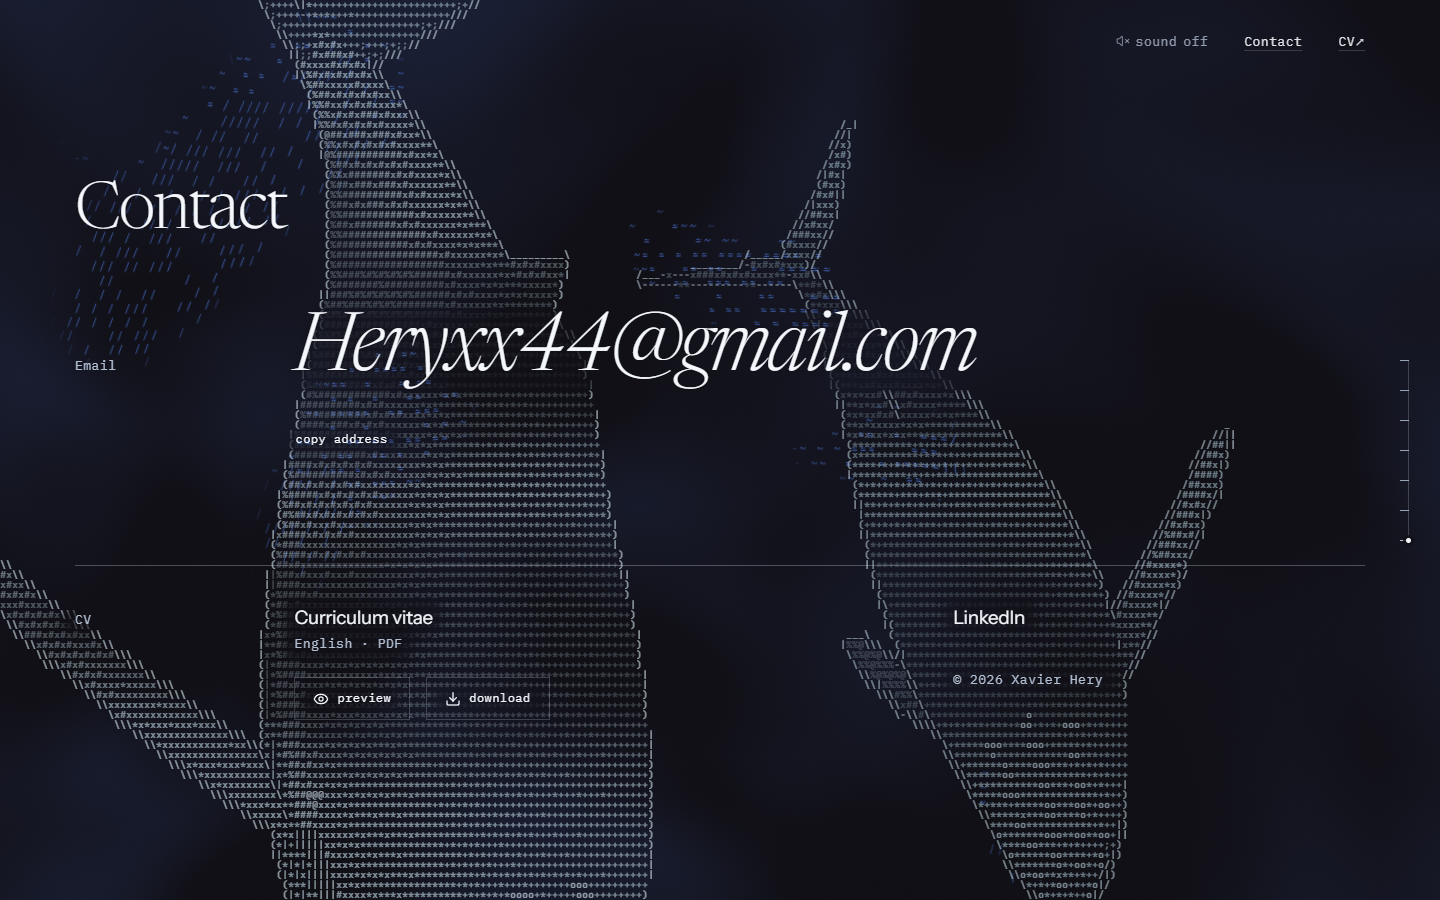 sound off
Contact
CV↗
Contact
Email
Heryxx44@gmail.com
copy address
CV
Curriculum vitae
English · PDF
preview
download
LinkedIn
© 2026 Xavier Hery